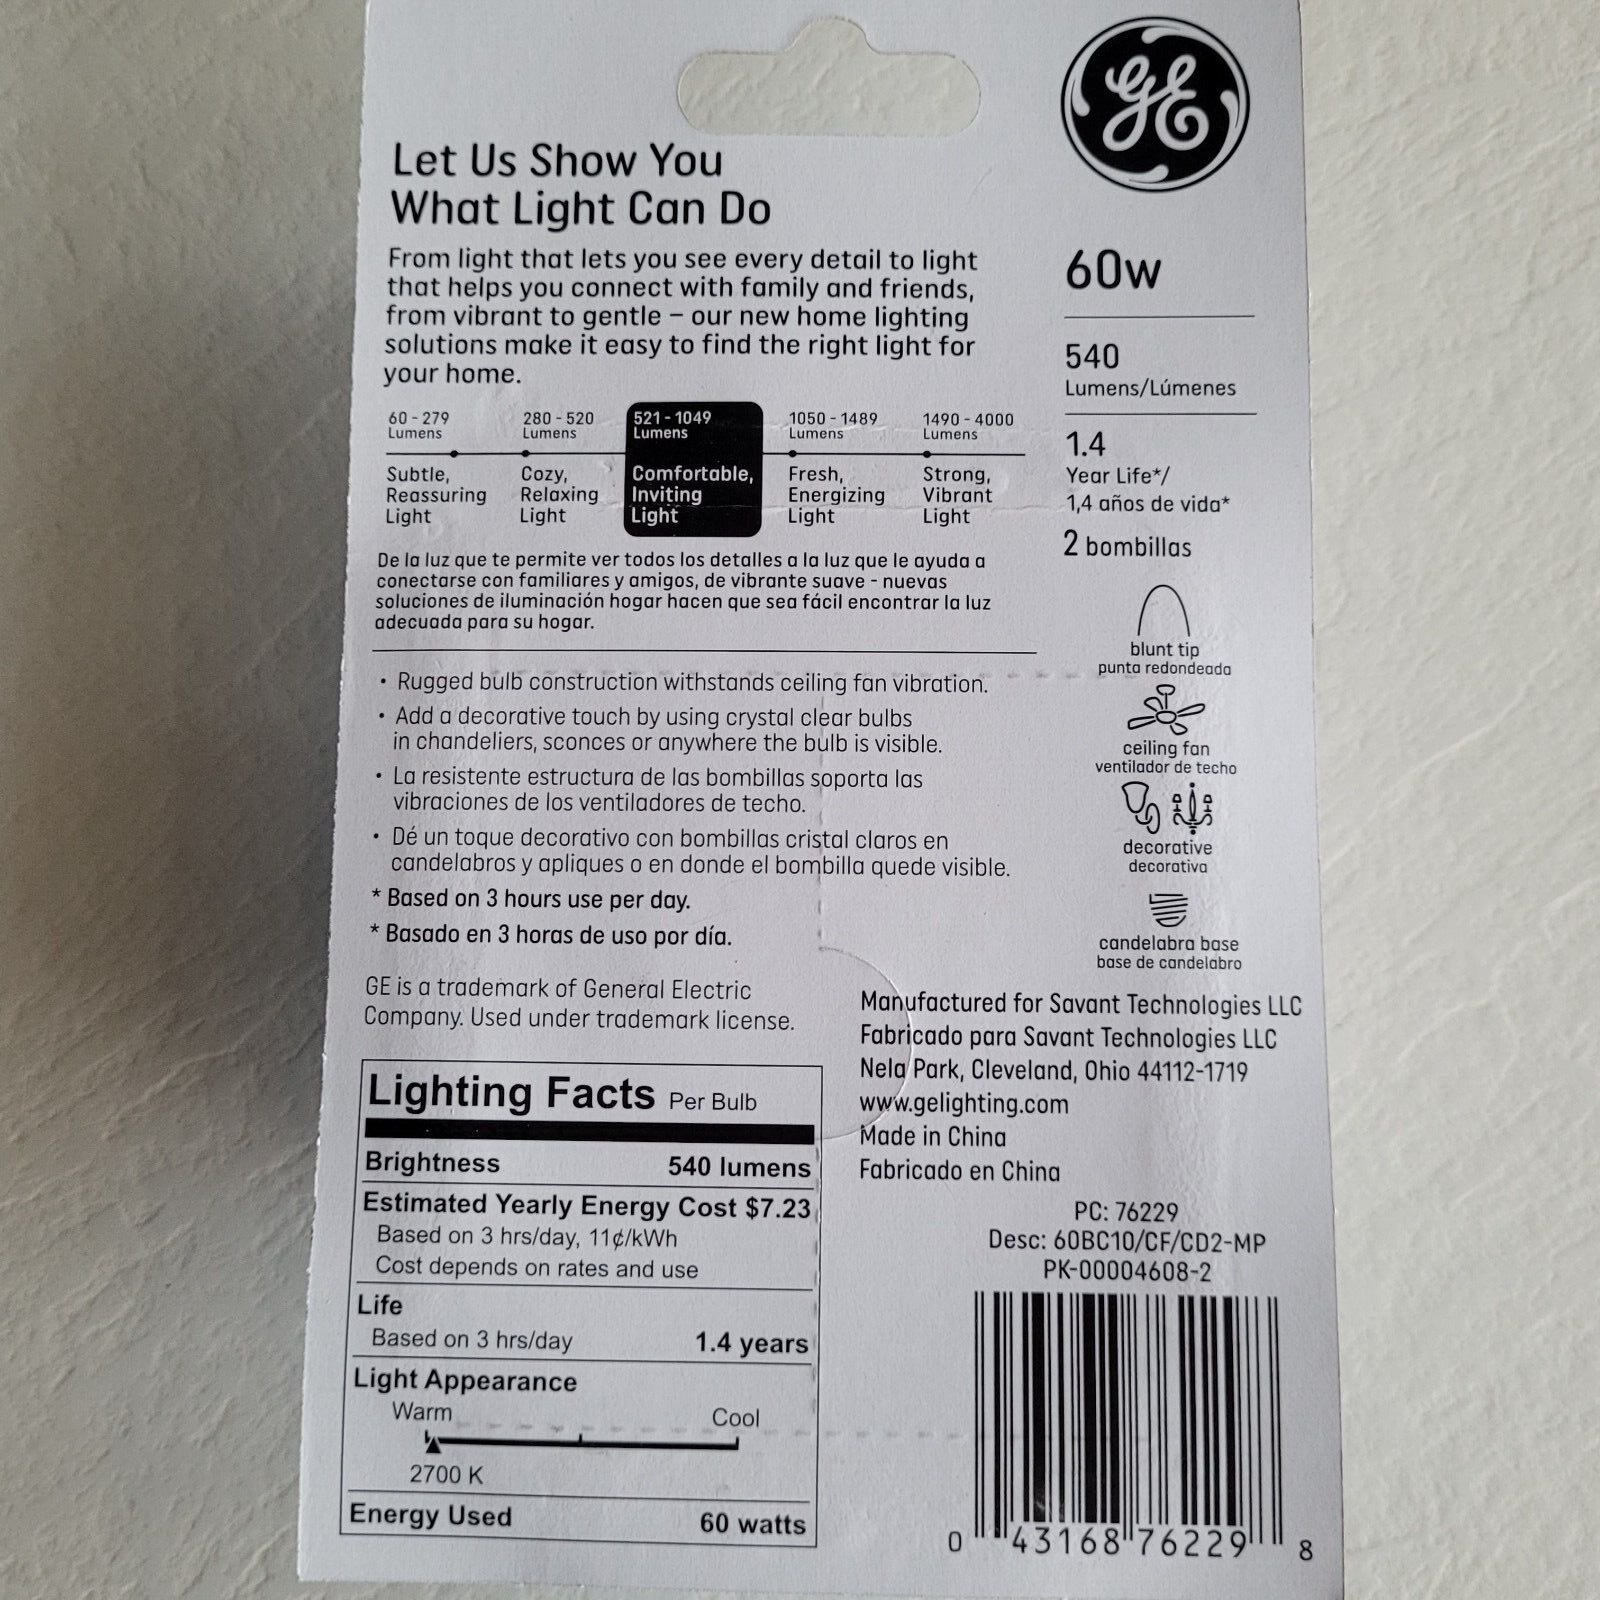 GE
Let Us Show You
What Light Can Do
From light that lets you see every detail to light
that helps you connect with family and friends,
from vibrant to gentle – our new home lighting
solutions make it easy to find the right light for
your home.
60 - 279
Lumens
Subtle,
Reassuring
Light
280 - 520
Lumens
Cozy,
Relaxing
Light
521 - 1049
Lumens
Comfortable,
Inviting
Light
1050 - 1489
Lumens
Fresh,
Energizing
Light
1490 - 4000
Lumens
Strong,
Vibrant
Light
De la luz que te permite ver todos los detalles a la luz que le ayuda a
conectarse con familiares y amigos, de vibrante suave - nuevas
soluciones de iluminación hogar hacen que sea fácil encontrar la luz
adecuada para su hogar.
• Rugged bulb construction withstands ceiling fan vibration.
• Add a decorative touch by using crystal clear bulbs
in chandeliers, sconces or anywhere the bulb is visible.
• La resistente estructura de las bombillas soporta las
vibraciones de los ventiladores de techo.
• Dé un toque decorativo con bombillas cristal claros en
candelabros y apliques o en donde el bombilla quede visible.
* Based on 3 hours use per day.
* Basado en 3 horas de uso por día.
GE is a trademark of General Electric
Company. Used under trademark license.
60w
540
Lumens/Lúmenes
1.4
Year Life*/
1,4 años de vida*
2 bombillas
blunt tip
punta redondeada
ceiling fan
ventilador de techo
decorative
decorativa
candelabra base
base de candelabro
Lighting Facts Per Bulb
Brightness 540 lumens
Estimated Yearly Energy Cost $7.23
Based on 3 hrs/day, 11¢/kWh
Cost depends on rates and use
Life
Based on 3 hrs/day 1.4 years
Light Appearance
Warm Cool
2700 K
Energy Used 60 watts
Manufactured for Savant Technologies LLC
Fabricado para Savant Technologies LLC
Nela Park, Cleveland, Ohio 44112-1719
www.gelighting.com
Made in China
Fabricado en China
PC: 76229
Desc: 60BC10/CF/CD2-MP
PK-00004608-2
0 43168 76229 8